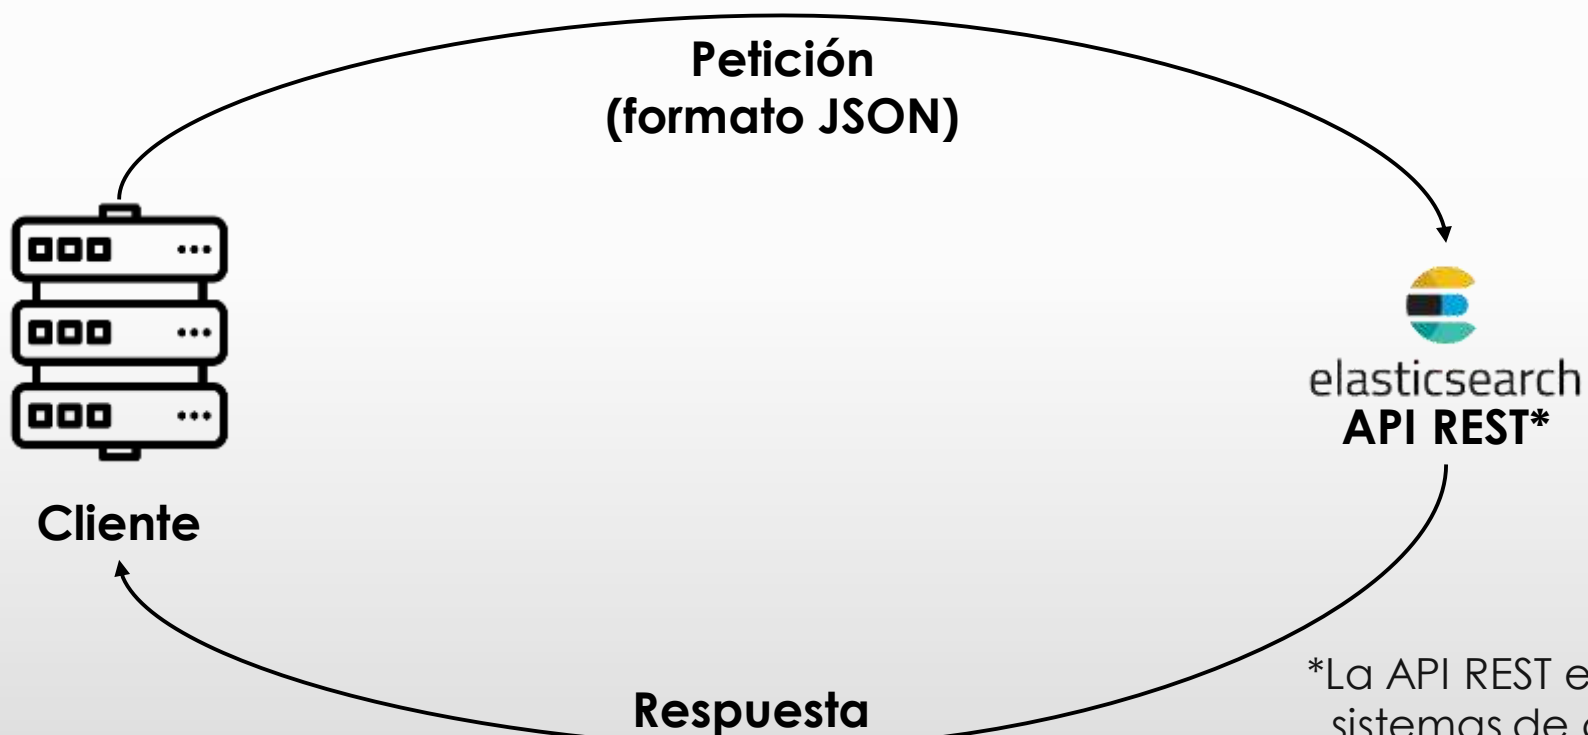 Petición
(formato JSON)
elasticsearch
API REST*
Cliente
*La API REST e
Respuesta
sistemas de